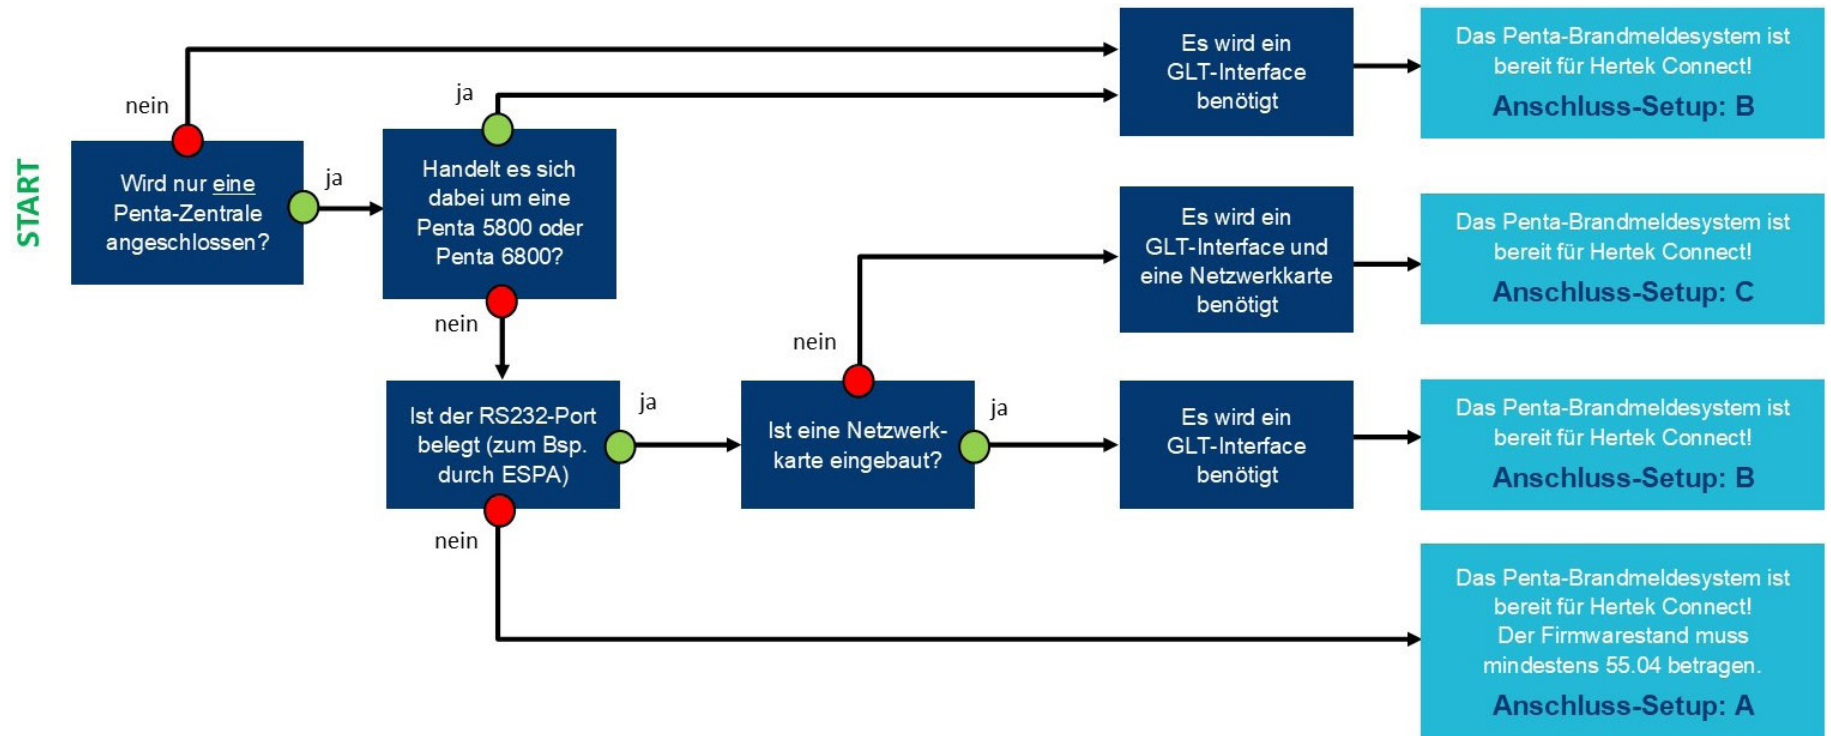 START
nein
Wird nur eine
Penta-Zentrale
angeschlossen?
ja
ja
Handelt es sich
dabei um eine
Penta 5800 oder
Penta 6800?
nein
Es wird ein
GLT-Interface
benötigt
Das Penta-Brandmeldesystem ist
bereit für Hertek Connect!
Anschluss-Setup: B
Ist der RS232-Port
belegt (zum Bsp.
durch ESPA)
ja
nein
nein
Ist eine Netzwerk-
karte eingebaut?
ja
Es wird ein
GLT-Interface und
eine Netzwerkkarte
benötigt
Das Penta-Brandmeldesystem ist
bereit für Hertek Connect!
Anschluss-Setup: C
Es wird ein
GLT-Interface
benötigt
Das Penta-Brandmeldesystem ist
bereit für Hertek Connect!
Anschluss-Setup: B
Das Penta-Brandmeldesystem ist
bereit für Hertek Connect!
Der Firmwarestand muss
mindestens 55.04 betragen.
Anschluss-Setup: A